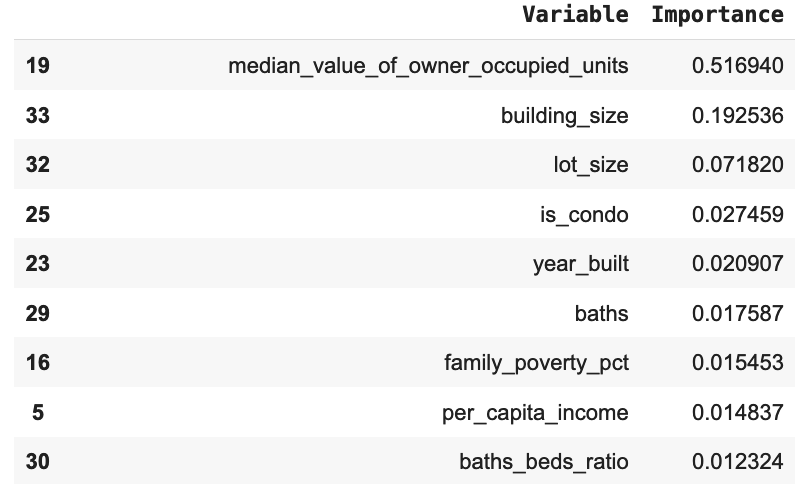 Variable Importance
19 median_value_of_owner_occupied_units 0.516940
33 building_size 0.192536
32 lot_size 0.071820
25 is_condo 0.027459
23 year_built 0.020907
29 baths 0.017587
16 family_poverty_pct 0.015453
5 per_capita_income 0.014837
30 baths_beds_ratio 0.012324